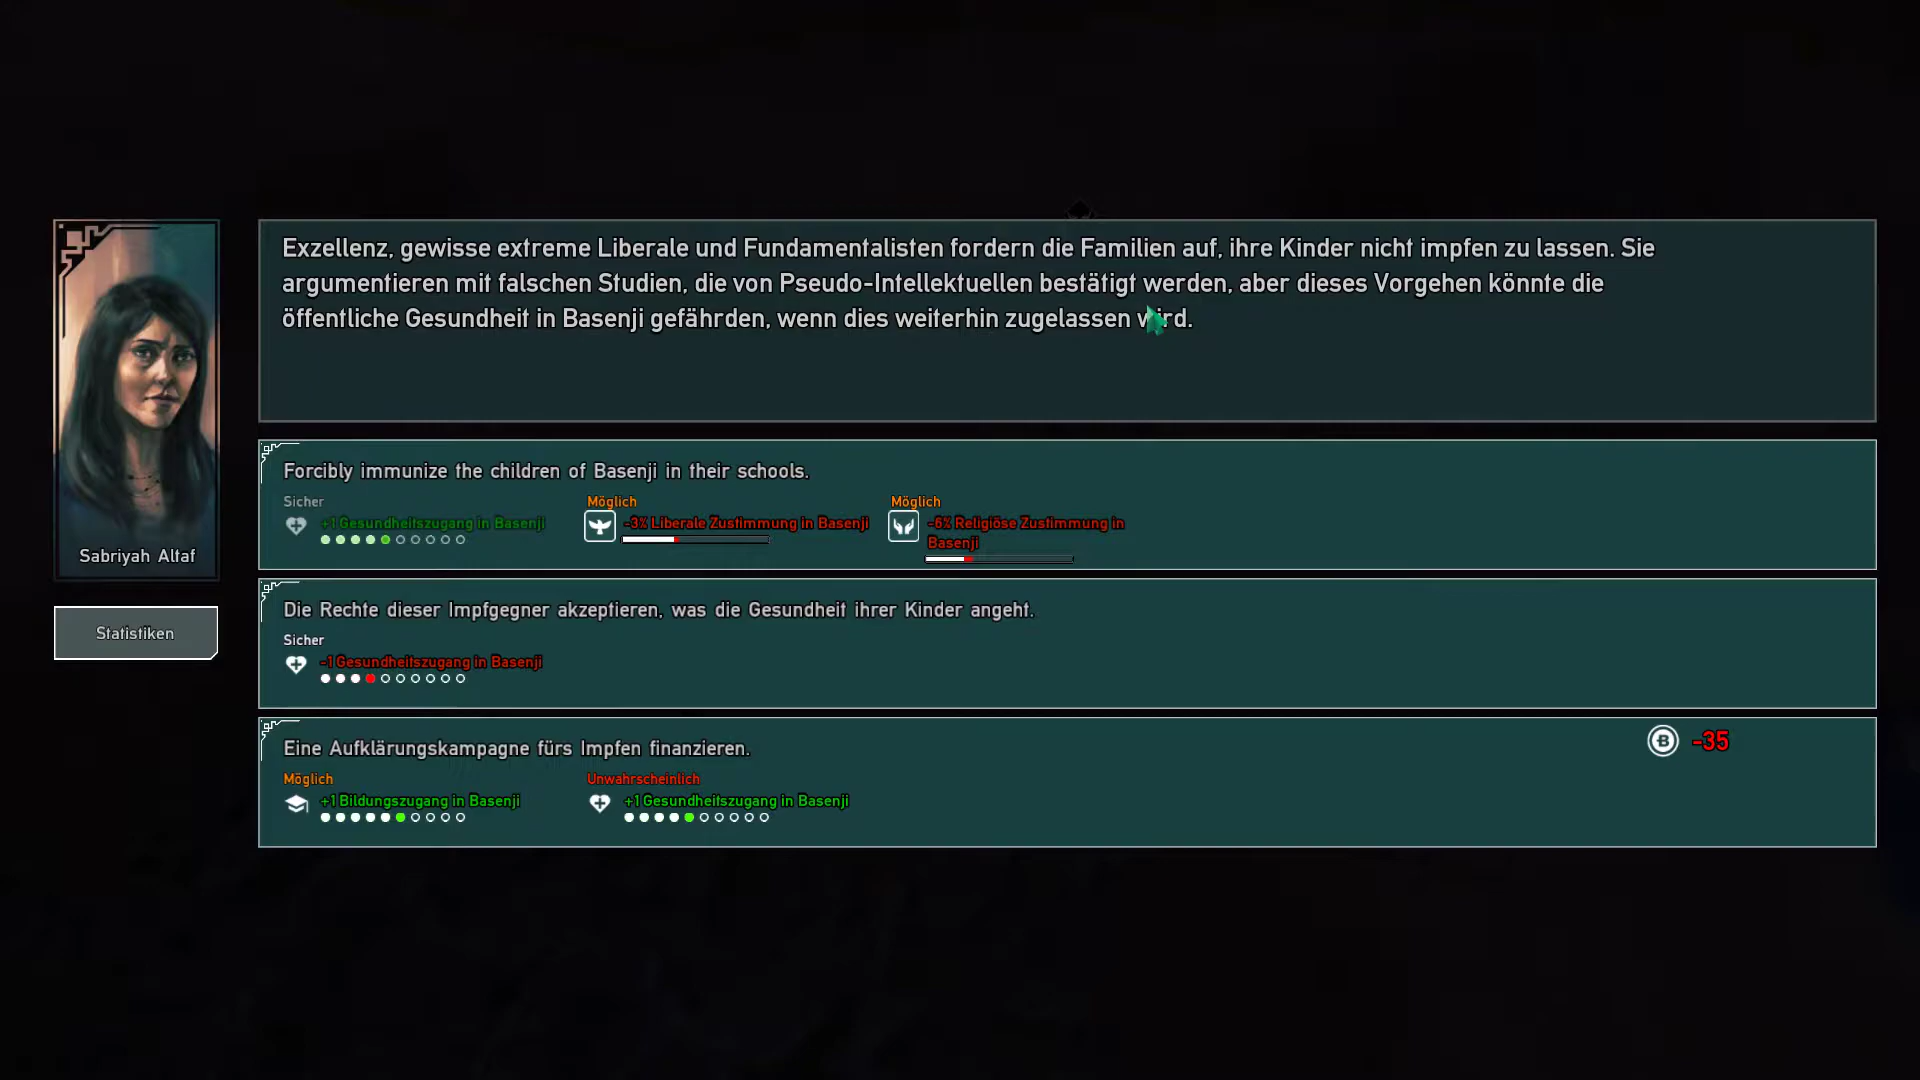 Exzellenz, gewisse extreme Liberale und Fundamentalisten fordern die Familien auf, ihre Kinder nicht impfen zu lassen. Sie
argumentieren mit falschen Studien, die von Pseudo-Intellektuellen bestätigt werden, aber dieses Vorgehen könnte die
öffentliche Gesundheit in Basenji gefährden, wenn dies weiterhin zugelassen wird.
Sabriyah Altaf
Statistiken
Forcibly immunize the children of Basenji in their schools.
Sicher
+1 Gesundheitszugang in Basenji
Möglich
-3% Liberale Zustimmung in Basenji
Möglich
-6% Religiöse Zustimmung in
Basenji
Die Rechte dieser Impfgegner akzeptieren, was die Gesundheit ihrer Kinder angeht.
Sicher
-1 Gesundheitszugang in Basenji
Eine Aufklärungskampagne fürs Impfen finanzieren.
-35
Möglich
+1 Bildungszugang in Basenji
Unwahrscheinlich
+1 Gesundheitszugang in Basenji